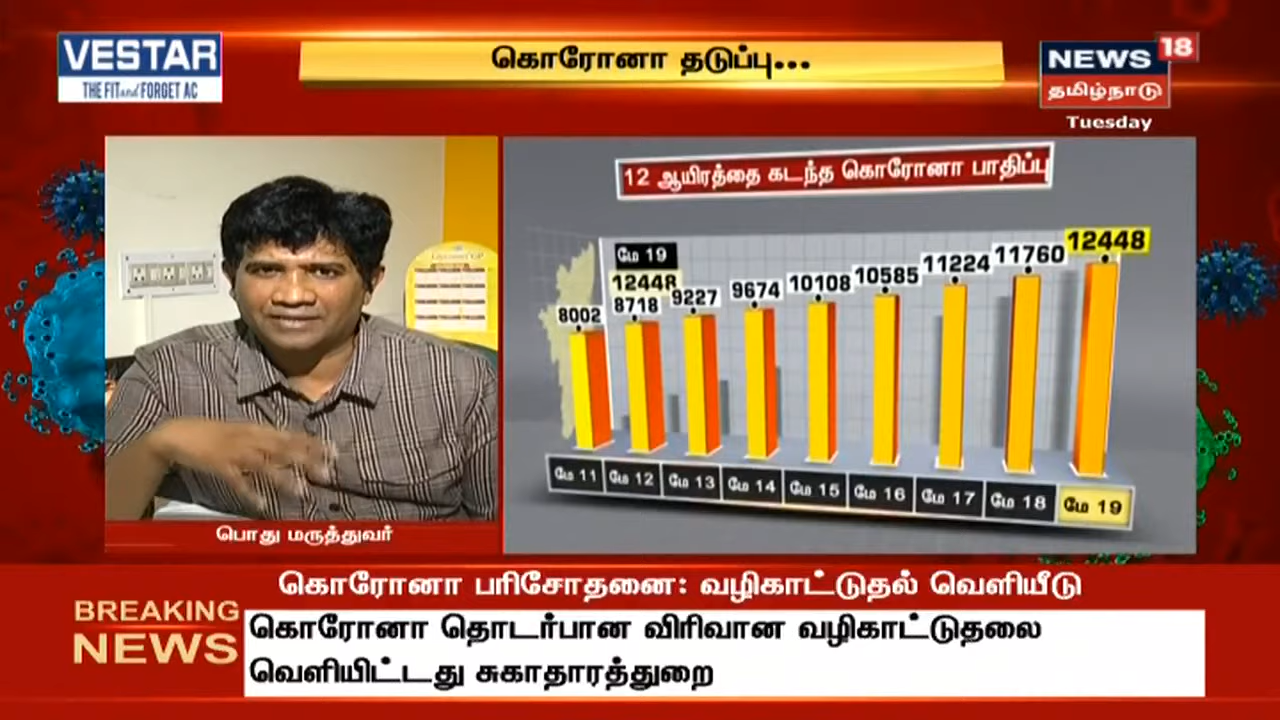 VESTAR
THE FIT and FORGET AC
கொரோனா தடுப்பு...
NEWS 18
தமிழ்நாடு
Tuesday
12 ஆயிரத்தை கடந்த கொரோனா பாதிப்பு
மே 19
12448
8002
8718
9227
9674
10108
10585
11224
11760
12448
மே 11
மே 12
மே 13
மே 14
மே 15
மே 16
மே 17
மே 18
மே 19
பொது மருத்துவர்
BREAKING
NEWS
கொரோனா பரிசோதனை: வழிகாட்டுதல் வெளியீடு
கொரோனா தொடர்பான விரிவான வழிகாட்டுதலை
வெளியிட்டது சுகாதாரத்துறை